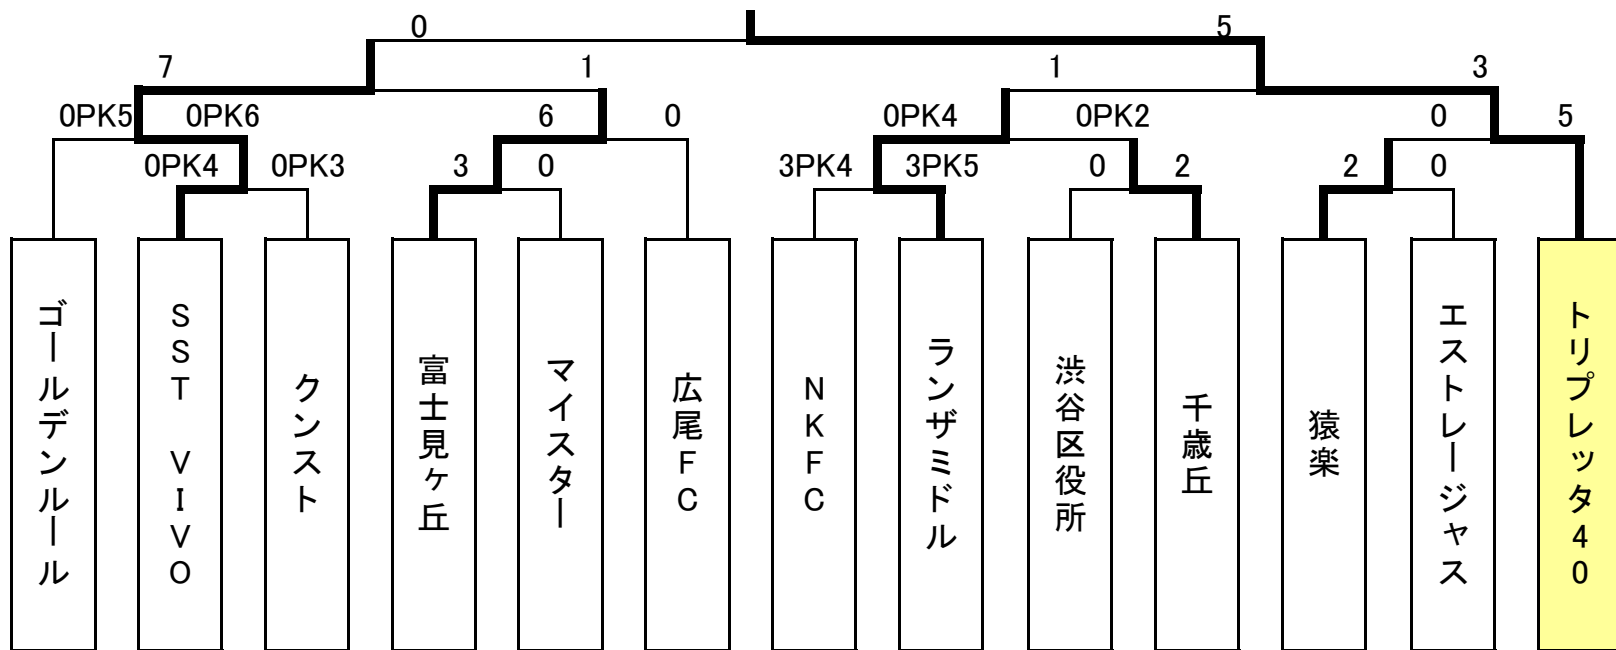 0 5
7 1 1 3
0PK5 0PK6 6 0 0PK4 0PK2 0 5
0PK4 0PK3 3 0 3PK4 3PK5 0 2 2 0
ゴールデンルール
SST VIVO
クンスト
富士見ヶ丘
マイスター
広尾FC
NKFC
ランザミドル
渋谷区役所
千歳丘
猿楽
エストレージャス
トリプレッタ40